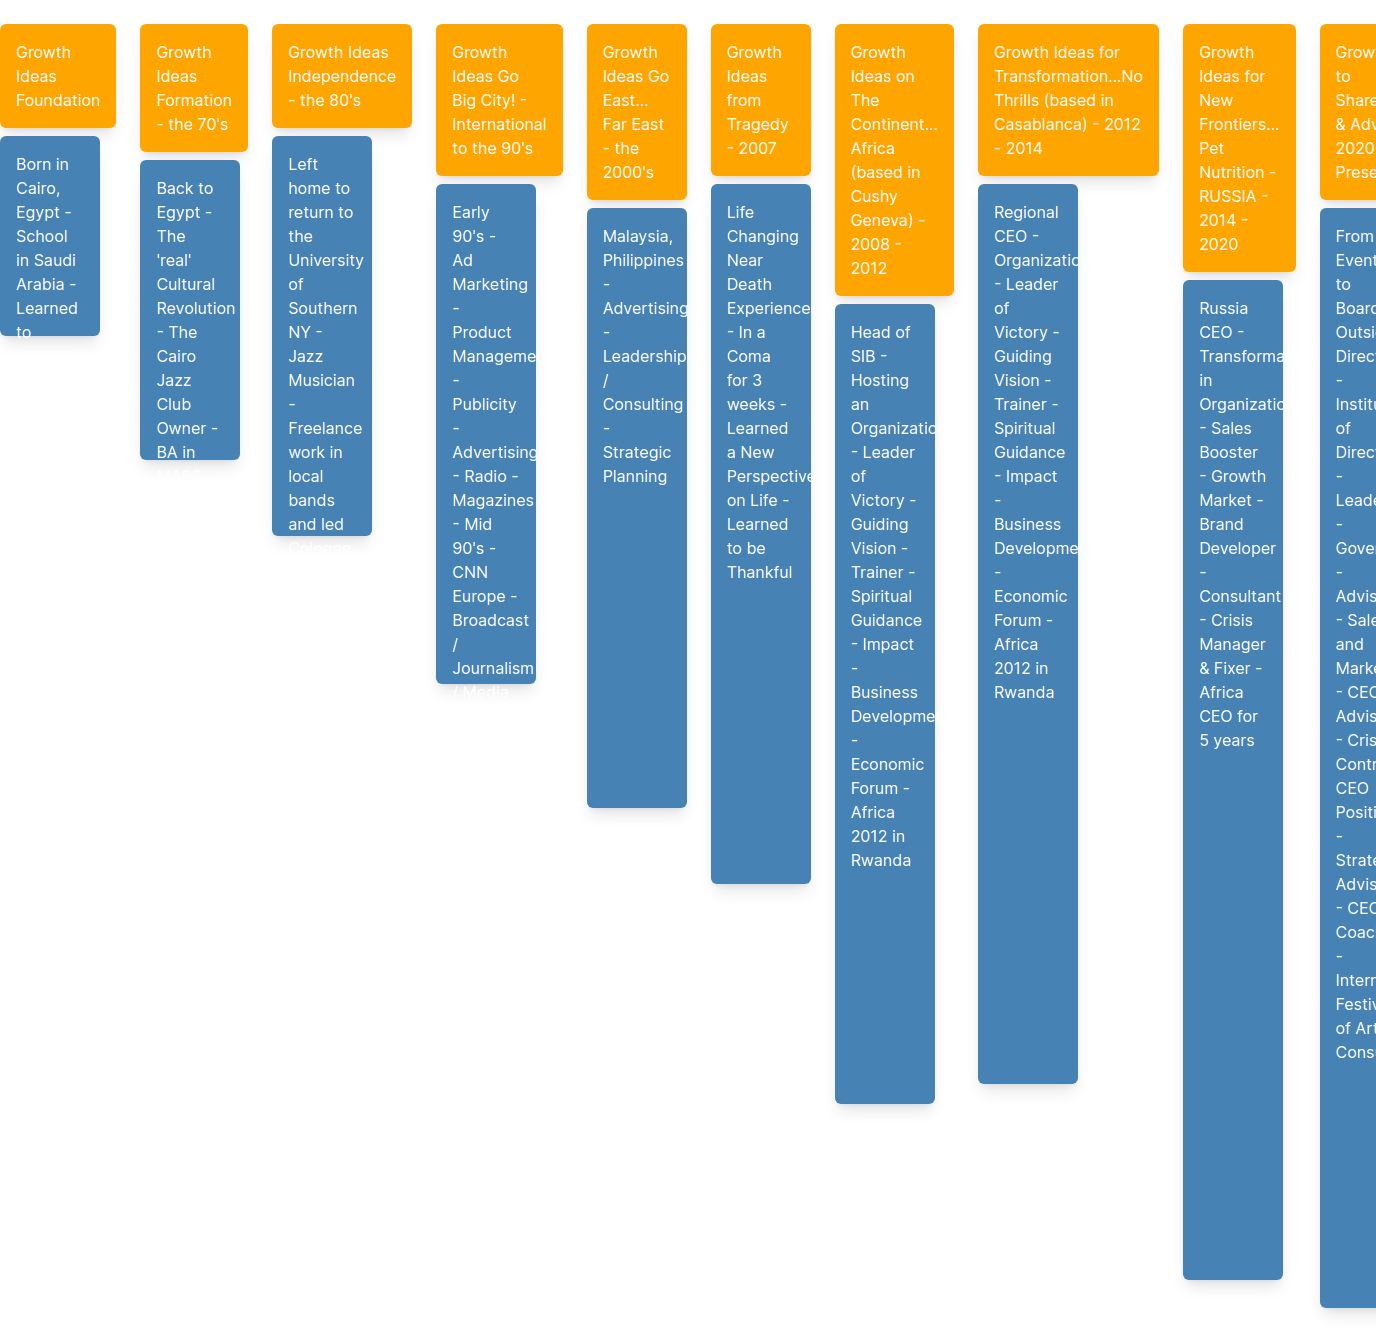 Growth
Ideas
Foundation
Born in
Cairo,
Egypt -
School
in Saudi
Arabia -
Learned
to
Growth
Ideas
Formation
- the 70's
Back to
Egypt -
The
'real'
Cultural
Revolution
- The
Cairo
Jazz
Club
Owner -
BA in
Growth Ideas
Independence
- the 80's
Left
home to
return to
the
University
of
Southern
NY -
Jazz
Musician
-
Freelance
work in
local
bands
and led
Growth
Ideas Go
Big City! -
International
to the 90's
Early
90's -
Ad
Marketing
-
Product
Manageme
-
Publicity
-
Advertising
- Radio -
Magazines
- Mid
90's -
CNN
Europe -
Broadcast
/
Journalism
/ Media
Growth
Ideas Go
East...
Far East
- the
2000's
Malaysia,
Philippines
-
Advertising
-
Leadership
/
Consulting
-
Strategic
Planning
Growth
Ideas
from
Tragedy
- 2007
Life
Changing
Near
Death
Experience
- In a
Coma
for 3
weeks -
Learned
a New
Perspective
on Life -
Learned
to be
Thankful
Growth
Ideas on
The
Continent...
Africa
(based in
Cushy
Geneva) -
2008 -
2012
Head of
SIB -
Hosting
an
Organizatio
- Leader
of
Victory -
Guiding
Vision -
Trainer -
Spiritual
Guidance
- Impact
-
Business
Developme
-
Economic
Forum -
Africa
2012 in
Rwanda
Growth Ideas for
Transformation...No
Thrills (based in
Casablanca) - 2012
- 2014
Regional
CEO -
Organizatio
- Leader
of
Victory -
Guiding
Vision -
Trainer -
Spiritual
Guidance
- Impact
-
Business
Developme
-
Economic
Forum -
Africa
2012 in
Rwanda
Growth
Ideas for
New
Frontiers...
Pet
Nutrition -
RUSSIA -
2014 -
2020
Russia
CEO -
Transforma
in
Organizatio
- Sales
Booster
- Growth
Market -
Brand
Developer
-
Consultant
- Crisis
Manager
& Fixer -
Africa
CEO for
5 years
Grow
to
Share
& Adv
2020
Prese
From
Event
to
Board
Outsi
Direc
-
Institu
of
Direc
-
Leade
-
Gover
-
Advis
- Sale
and
Marke
- CEO
Advis
- Cris
Contr
CEO
Positi
-
Strate
Advis
- CEO
Coac
-
Intern
Festiv
of Art
Cons